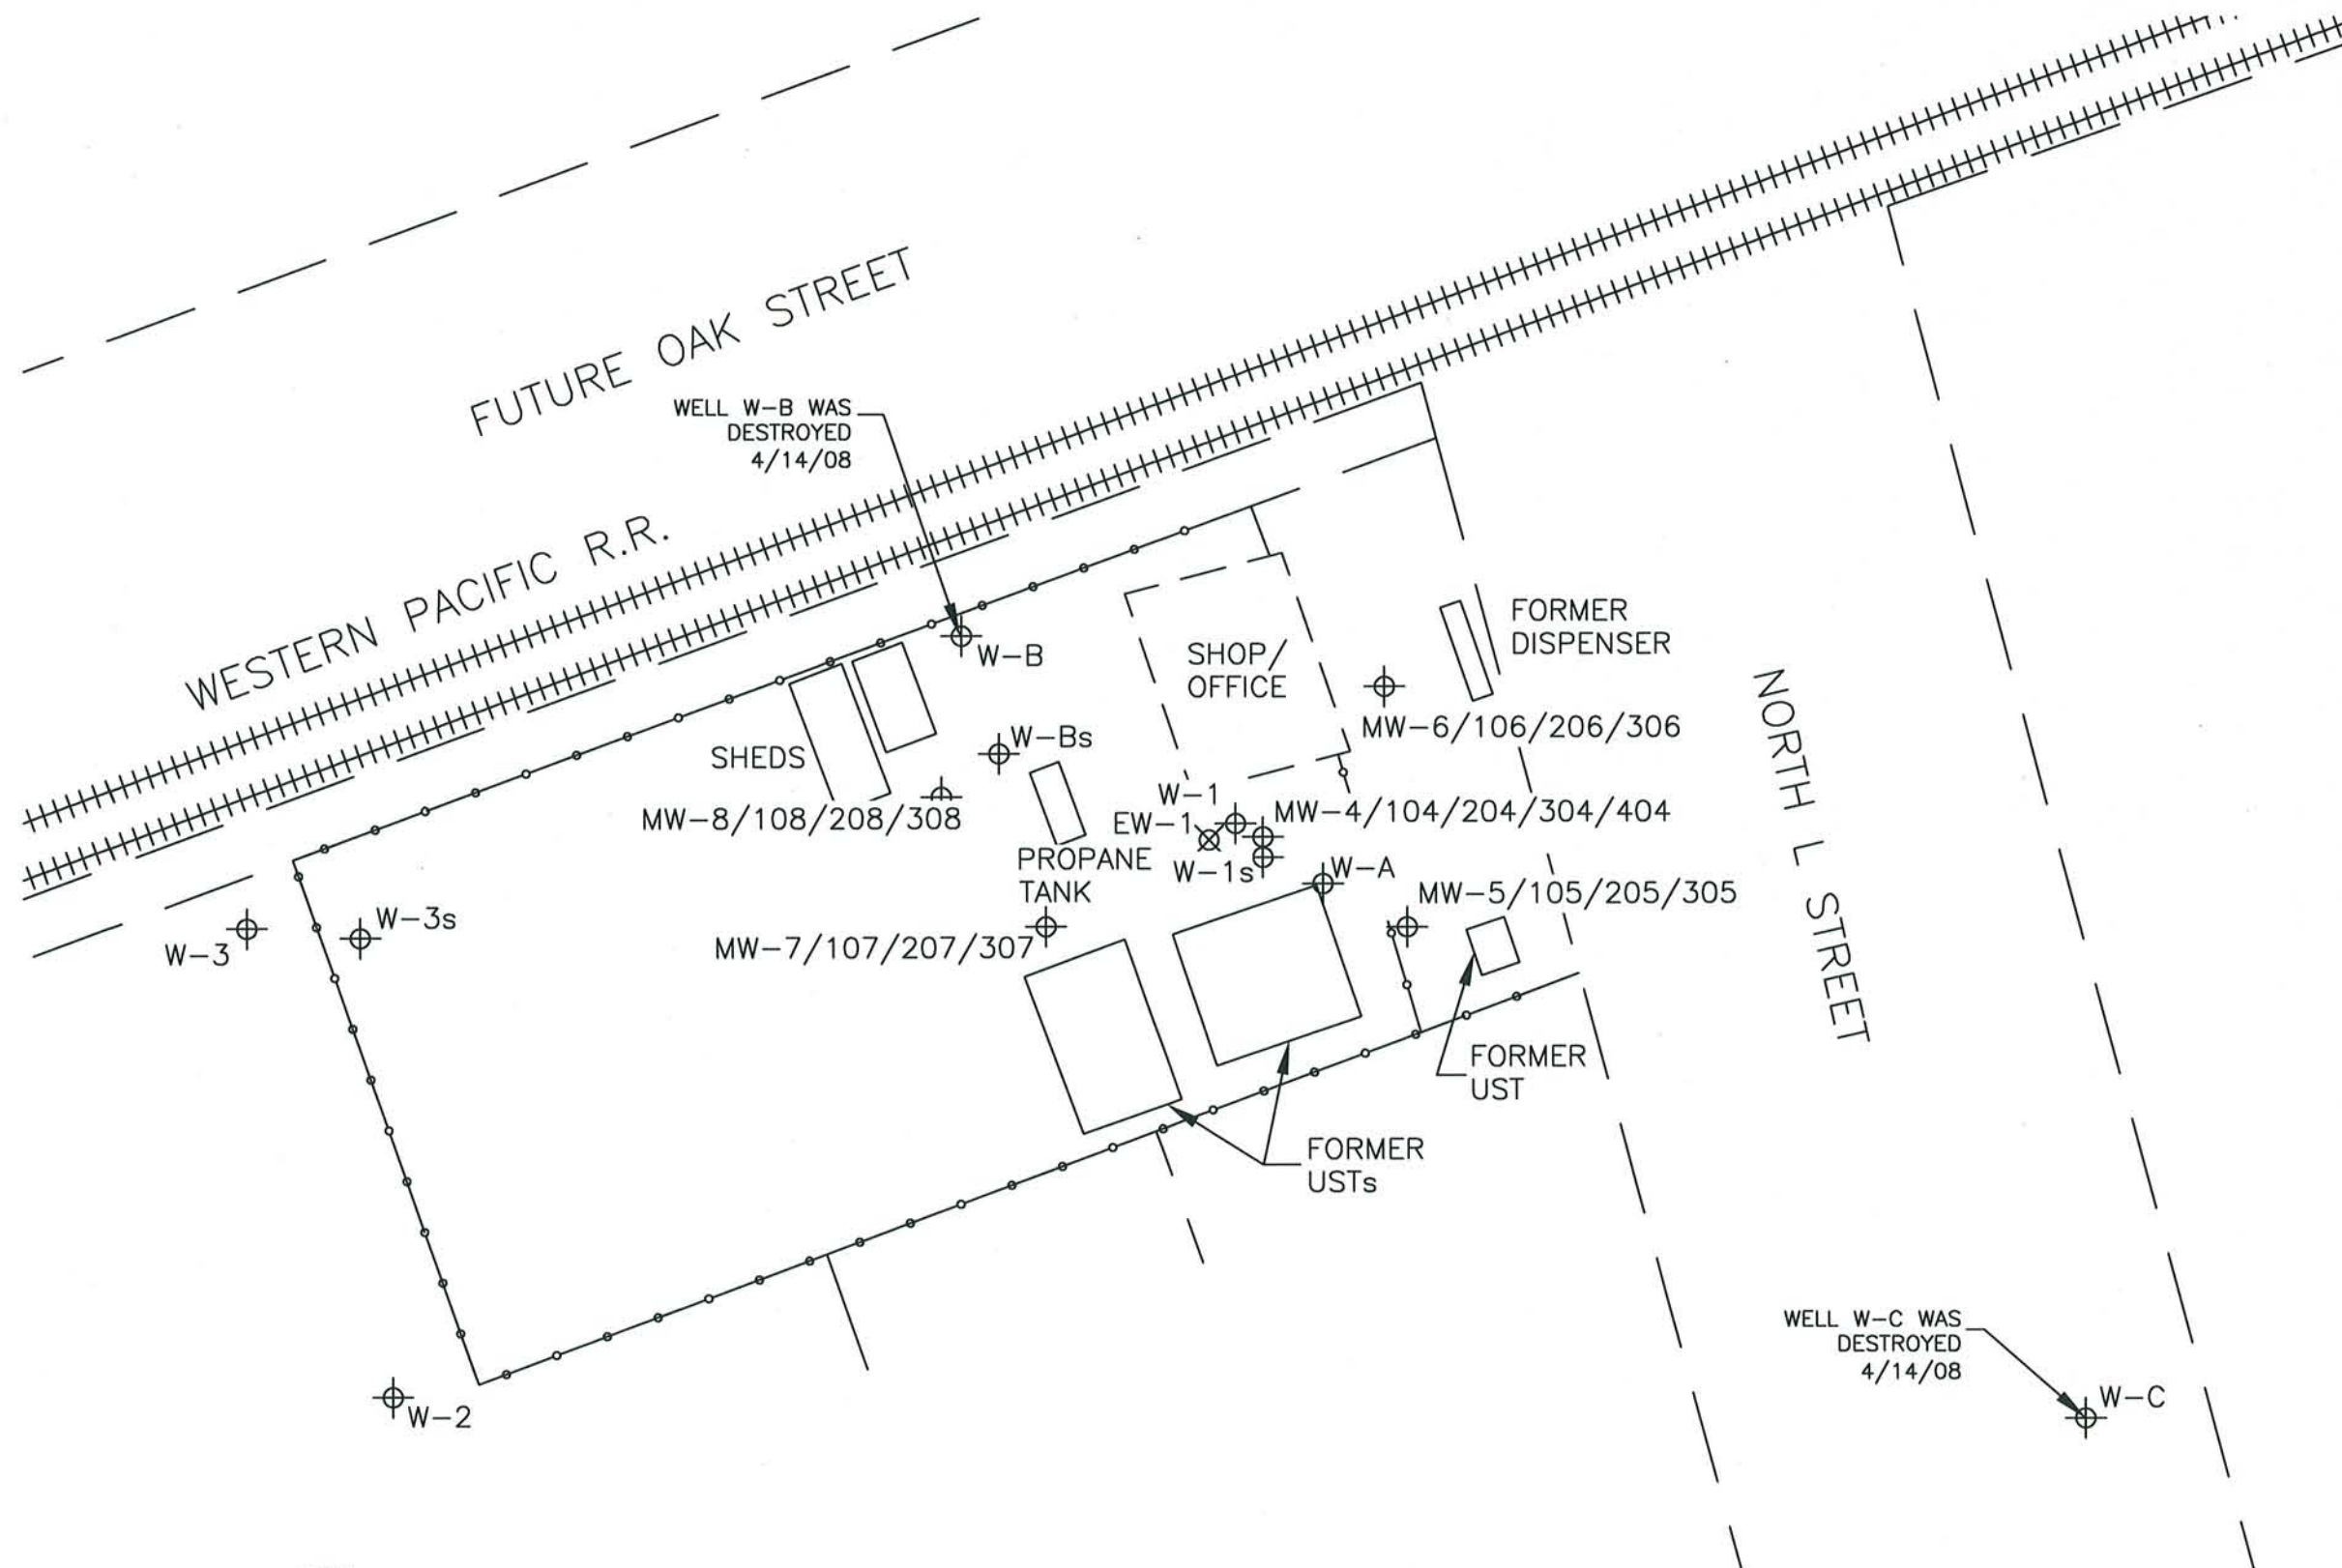 FUTURE OAK STREET
WELL W-B WAS
DESTROYED
4/14/08
WESTERN PACIFIC R.R.
W-B
SHOP/
OFFICE
FORMER
DISPENSER
MW-6/106/206/306
W-Bs
SHEDS
MW-8/108/208/308
W-1
MW-4/104/204/304/404
EW-1
PROPANE
TANK
W-1s
W-A
MW-5/105/205/305
NORTH L STREET
W-3s
W-3
MW-7/107/207/307
FORMER
UST
FORMER
USTs
WELL W-C WAS
DESTROYED
4/14/08
W-C
W-2